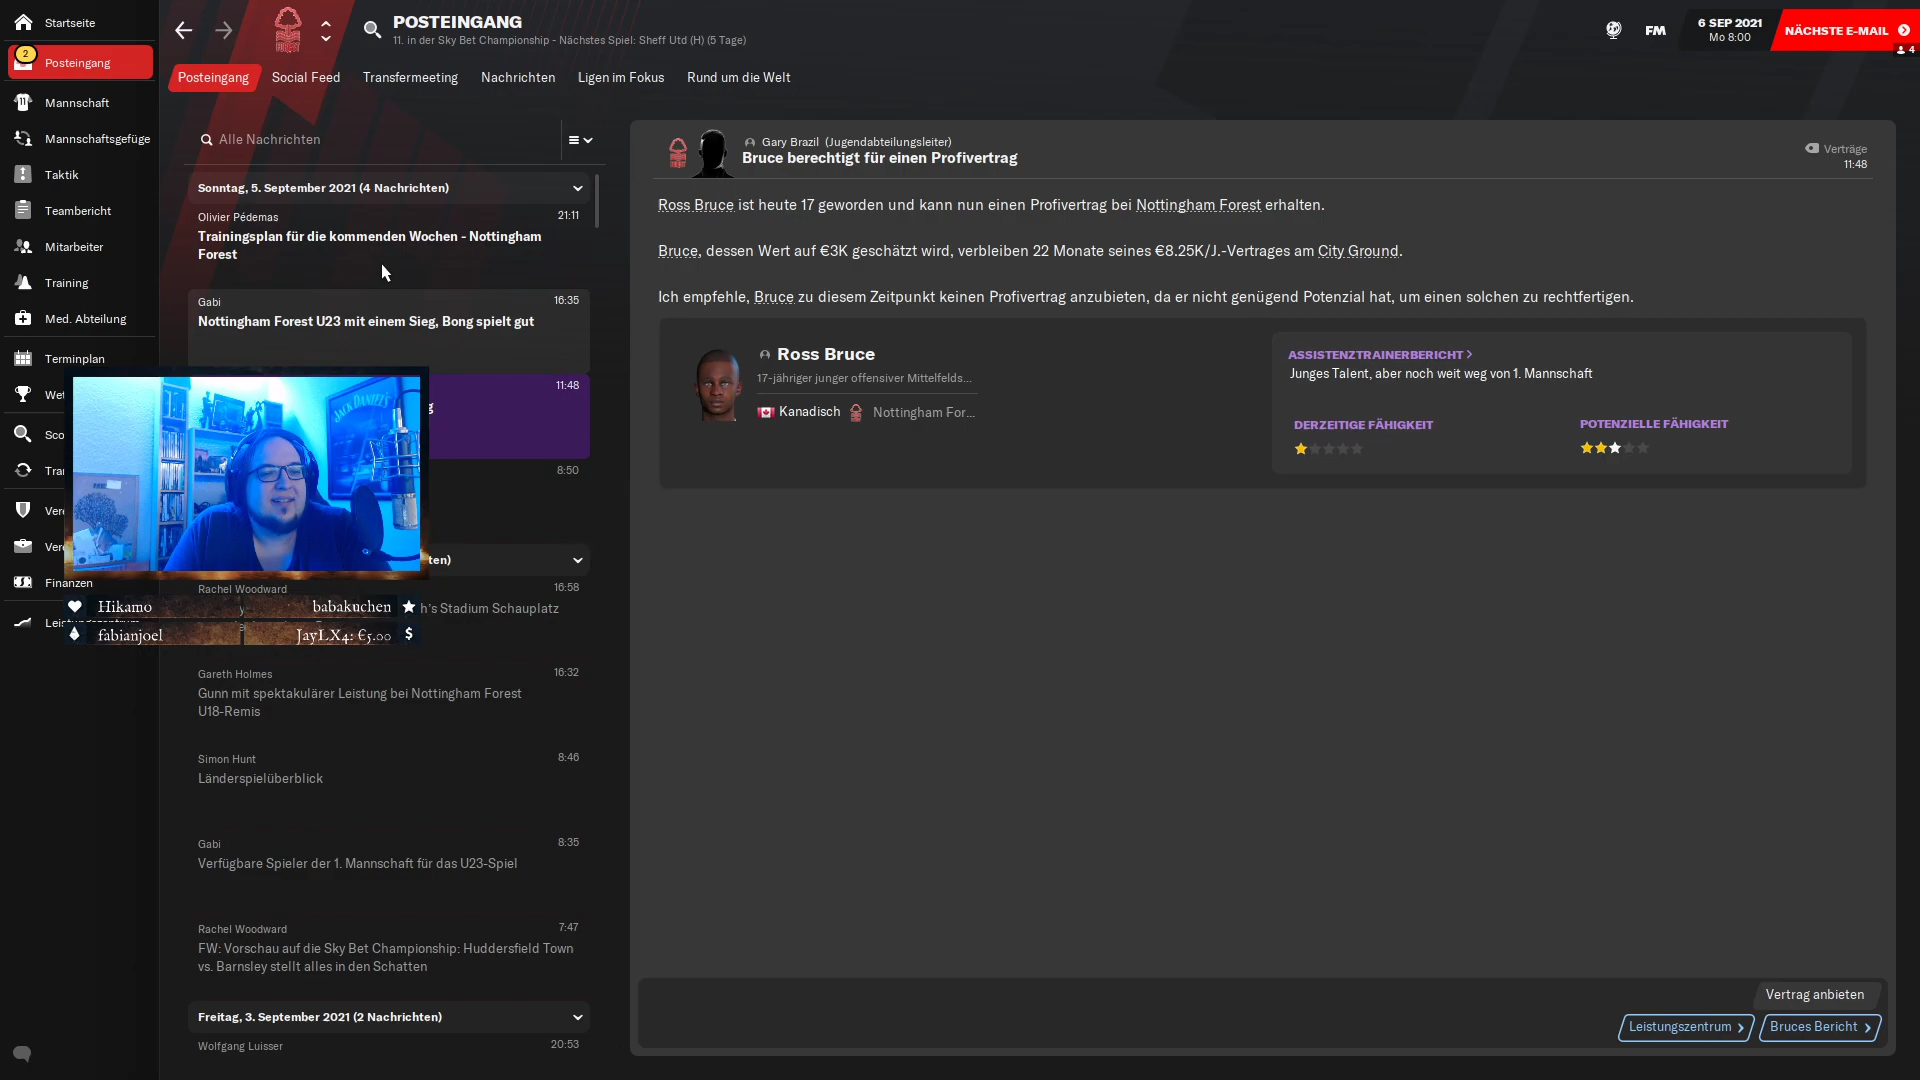 Startseite
2
Posteingang
Mannschaft
Mannschaftsgefüge
Taktik
Teambericht
Mitarbeiter
Training
Med. Abteilung
Terminplan
Wet
Sco
Tra
Vere
Vere
Finanzen
POSTEINGANG
11. in der Sky Bet Championship - Nächstes Spiel: Sheff Utd (H) (5 Tage)
FM
6 SEP 2021
Mo 8:00
NÄCHSTE E-MAIL
4
Posteingang
Social Feed
Transfermeeting
Nachrichten
Ligen im Fokus
Rund um die Welt
Alle Nachrichten
Sonntag, 5. September 2021 (4 Nachrichten)
Olivier Pédemas
21:11
Trainingsplan für die kommenden Wochen - Nottingham
Forest
Gabi
16:35
Nottingham Forest U23 mit einem Sieg, Bong spielt gut
11:48
g
8:50
ten)
Rachel Woodward
16:58
h's Stadium Schauplatz
JACK DANIEL'S
Hikamo
babakuchen
fabianjoel
JayLX4: €5.00
Gareth Holmes
16:32
Gunn mit spektakulärer Leistung bei Nottingham Forest
U18-Remis
Simon Hunt
8:46
Länderspielüberblick
Gabi
8:35
Verfügbare Spieler der 1. Mannschaft für das U23-Spiel
Rachel Woodward
7:47
FW: Vorschau auf die Sky Bet Championship: Huddersfield Town
vs. Barnsley stellt alles in den Schatten
Freitag, 3. September 2021 (2 Nachrichten)
Wolfgang Luisser
20:53
Gary Brazil (Jugendabteilungsleiter)
Bruce berechtigt für einen Profivertrag
Verträge
11:48
Ross Bruce ist heute 17 geworden und kann nun einen Profivertrag bei Nottingham Forest erhalten.
Bruce, dessen Wert auf €3K geschätzt wird, verbleiben 22 Monate seines €8.25K/J.-Vertrages am City Ground.
Ich empfehle, Bruce zu diesem Zeitpunkt keinen Profivertrag anzubieten, da er nicht genügend Potenzial hat, um einen solchen zu rechtfertigen.
Ross Bruce
17-jähriger junger offensiver Mittelfelds...
Kanadisch
Nottingham For...
ASSISTENZTRAINERBERICHT >
Junges Talent, aber noch weit weg von 1. Mannschaft
DERZEITIGE FÄHIGKEIT
POTENZIELLE FÄHIGKEIT
Vertrag anbieten
Leistungszentrum >
Bruces Bericht >